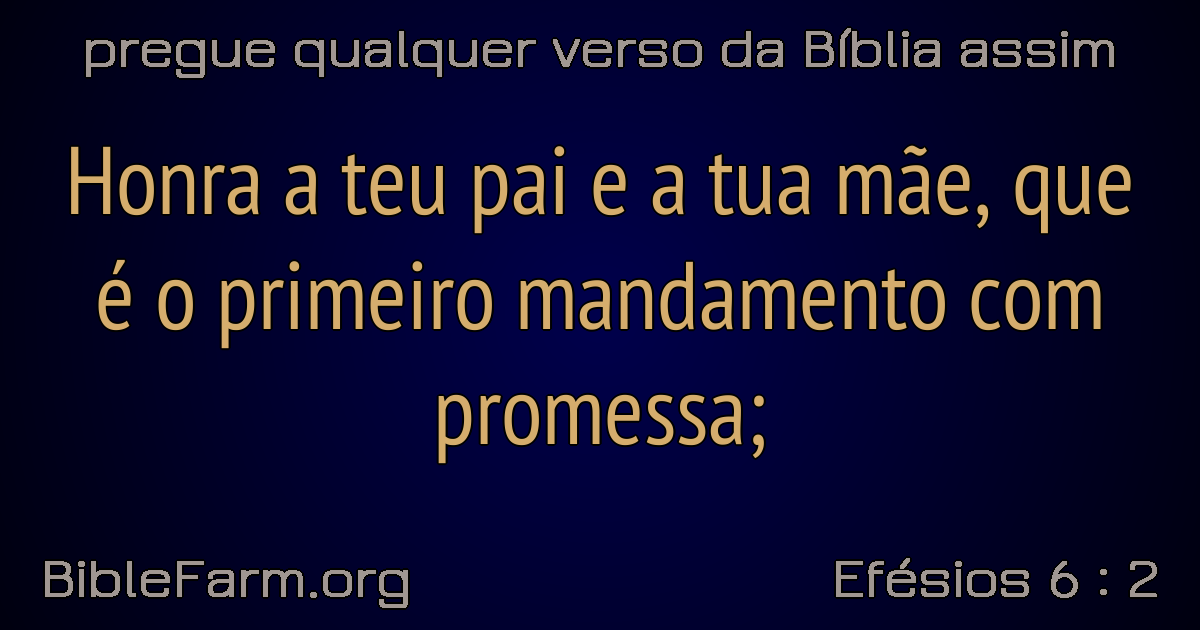 pregue qualquer verso da Bíblia assim
Honra a teu pai e a tua mãe, que
é o primeiro mandamento com
promessa;
BibleFarm.org
Efésios 6 : 2